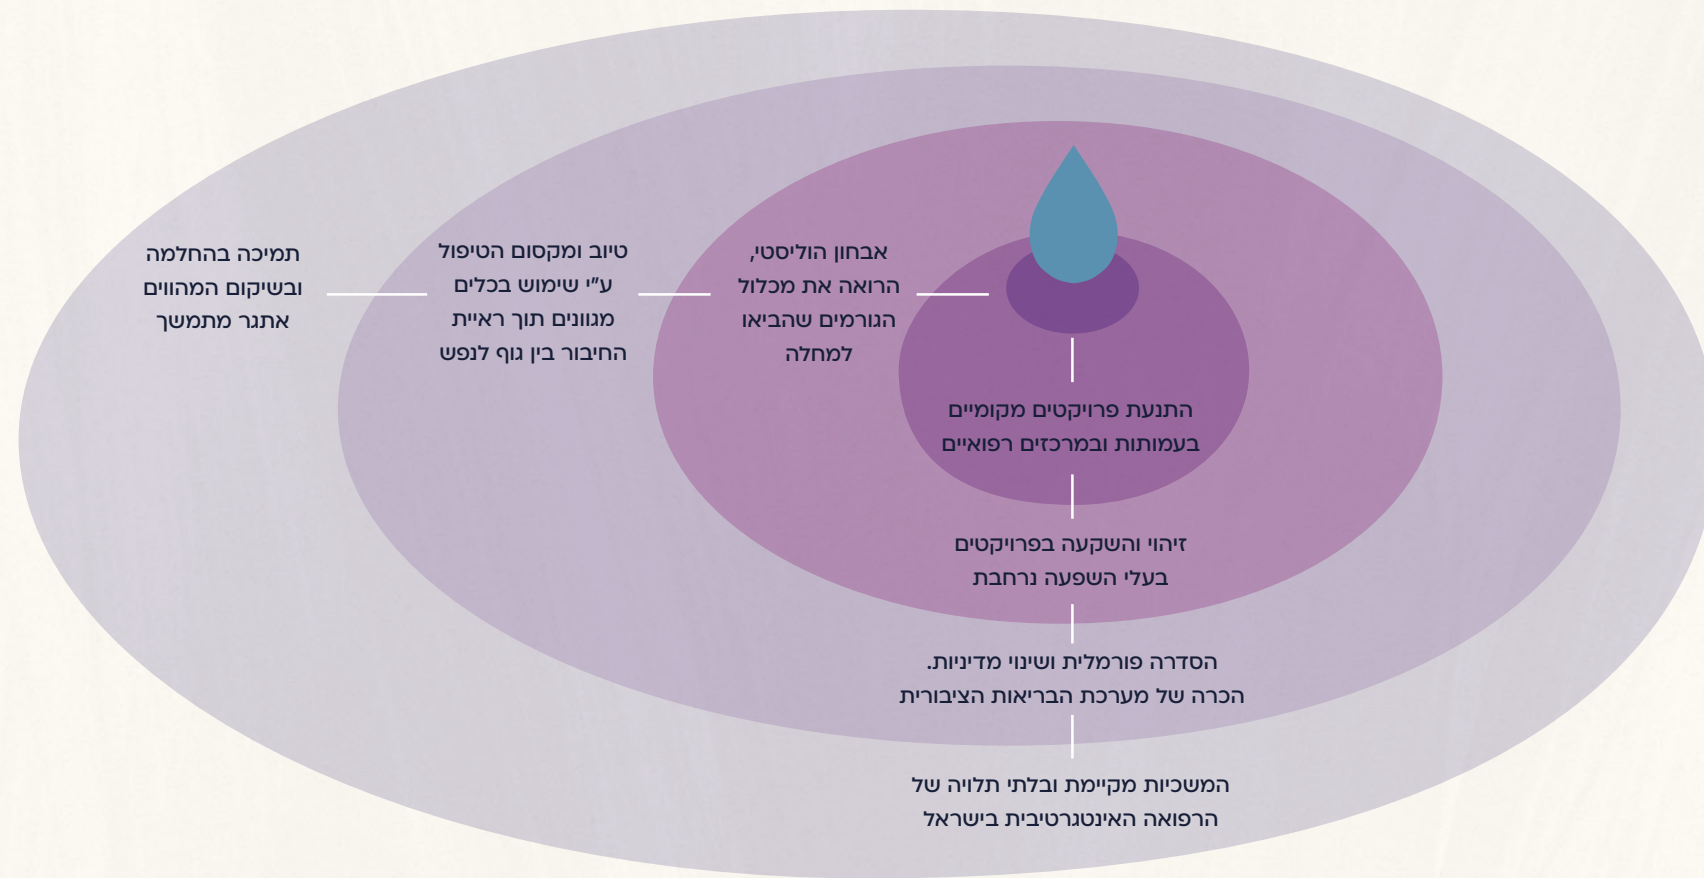 אבחון הוליסטי,
הרואה את מכלול
הגורמים שהביאו
למחלה
טיוב ומקסום הטיפול
ע"י שימוש בכלים
מגוונים תוך ראיית
החיבור בין גוף לנפש
תמיכה בהחלמה
ובשיקום המהווים
אתגר מתמשך
התנעת פרויקטים מקומיים
בעמותות ובמרכזים רפואיים
זיהוי והשקעה בפרויקטים
בעלי השפעה נרחבת
הסדרה פורמלית ושינוי מדיניות.
הכרה של מערכת הבריאות הציבורית
המשכיות מקיימת ובלתי תלויה של
הרפואה האינטגרטיבית בישראל